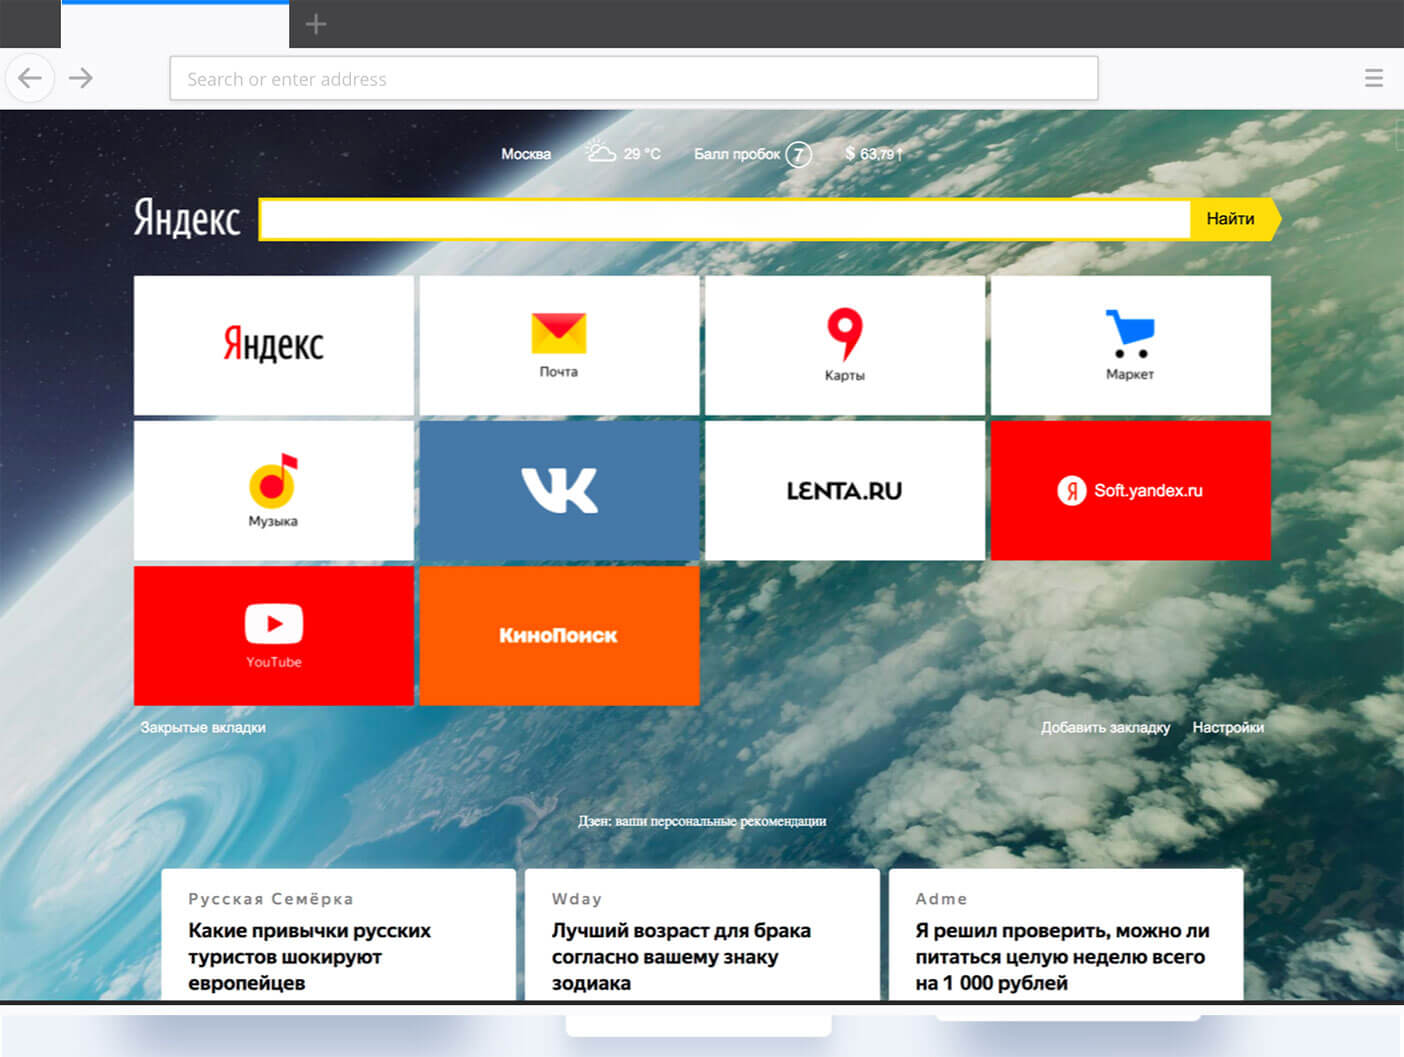 Search or enter address
Москва 29 °C Балл пробок 7 $ 63,79↑
Яндекс Найти
Яндекс
Почта
Карты
Маркет
Музыка
VK
LENTA.RU
Я Soft.yandex.ru
YouTube
КиноПоиск
Закрытые вкладки Добавить закладку Настройки
Дзен: ваши персональные рекомендации
Русская Семёрка
Какие привычки русских
туристов шокируют
европейцев
Wday
Лучший возраст для брака
согласно вашему знаку
зодиака
Adme
Я решил проверить, можно ли
питаться целую неделю всего
на 1 000 рублей